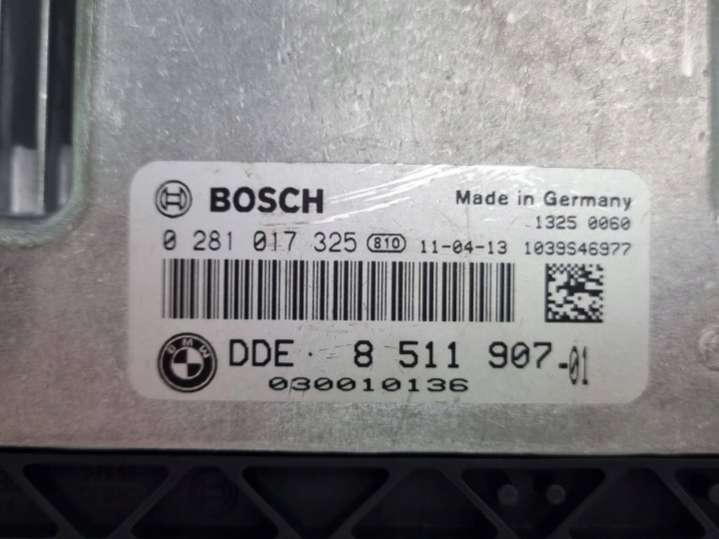 BOSCH
Made in Germany
1325 0060
0 281 017 325 810 11-04-13 1039S46977
BMW
DDE. 8 511 907-01
030010136